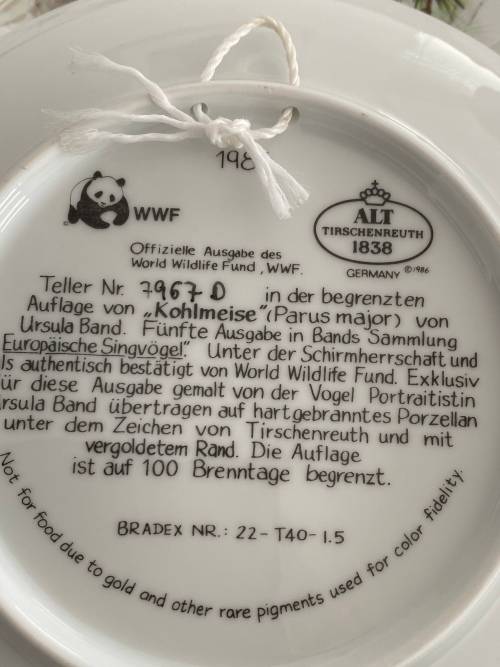 198
WWF
ALT
TIRSCHENREUTH
1838
GERMANY ©1986
Offizielle Ausgabe des
World Wildlife Fund, WWF.
Teller Nr. 7967 D in der begrenzten
Auflage von „Kohlmeise" (Parus major) von
Ursula Band. Fünfte Ausgabe in Bands Sammlung
Europäische Singvögel." Unter der Schirmherrschaft und
ls authentisch bestätigt von World Wildlife Fund. Exklusiv
ür diese Ausgabe gemalt von der Vogel Portraitistin
rsula Band übertragen auf hartgebranntes Porzellan
unter dem Zeichen von Tirschenreuth und mit
vergoldetem Rand. Die Auflage
ist auf 100 Brenntage begrenzt.
BRADEX NR.: 22-T40-1.5
Not for food due to gold and other rare pigments used for color fidelity.